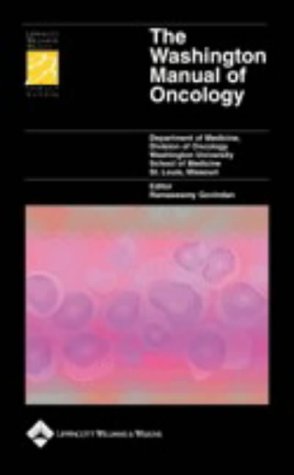 The
Washington
Manual of
Oncology
Department of Medicine,
Division of Oncology
Washington University
School of Medicine
St. Louis, Missouri
Editor
Ramaswamy Govindan
LIPPINCOTT WILLIAMS & WILKINS